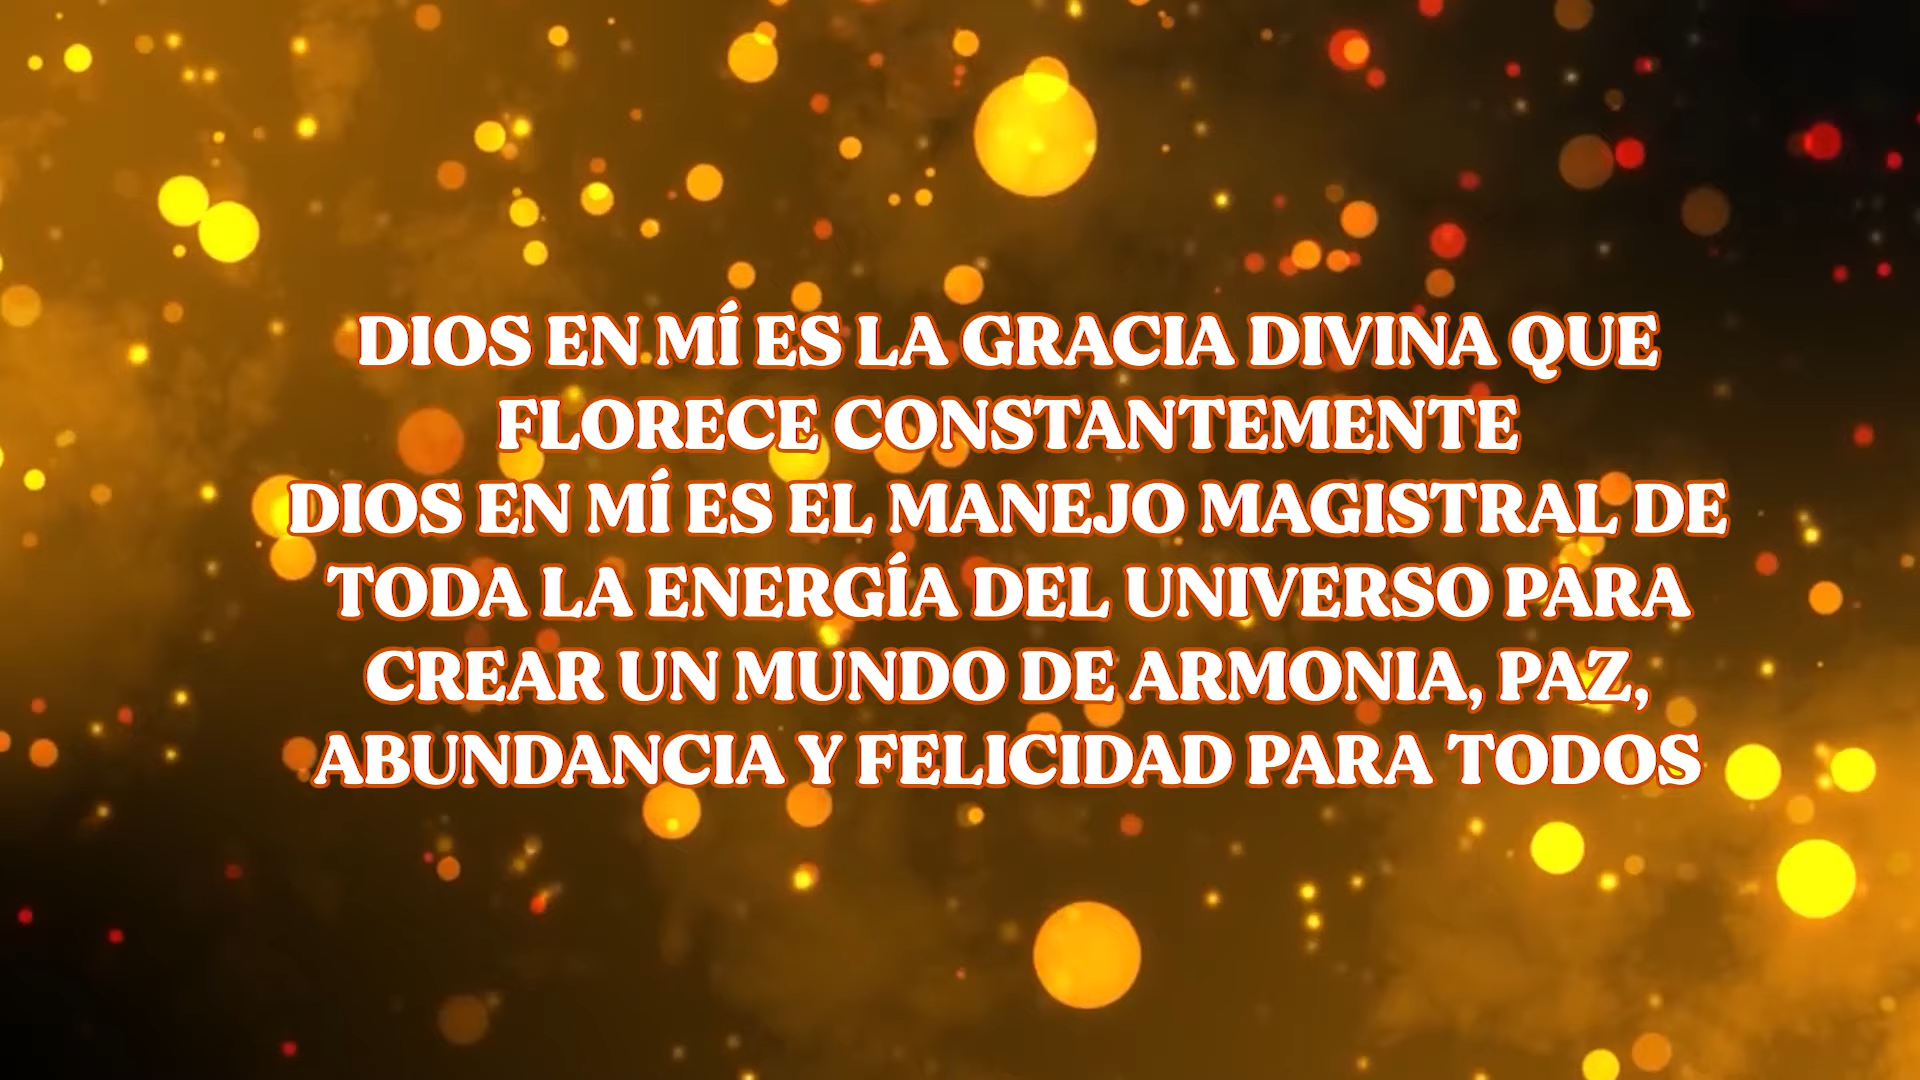 DIOS EN MÍ ES LA GRACIA DIVINA QUE
FLORECE CONSTANTEMENTE
DIOS EN MÍ ES EL MANEJO MAGISTRAL DE
TODA LA ENERGÍA DEL UNIVERSO PARA
CREAR UN MUNDO DE ARMONIA, PAZ,
ABUNDANCIA Y FELICIDAD PARA TODOS